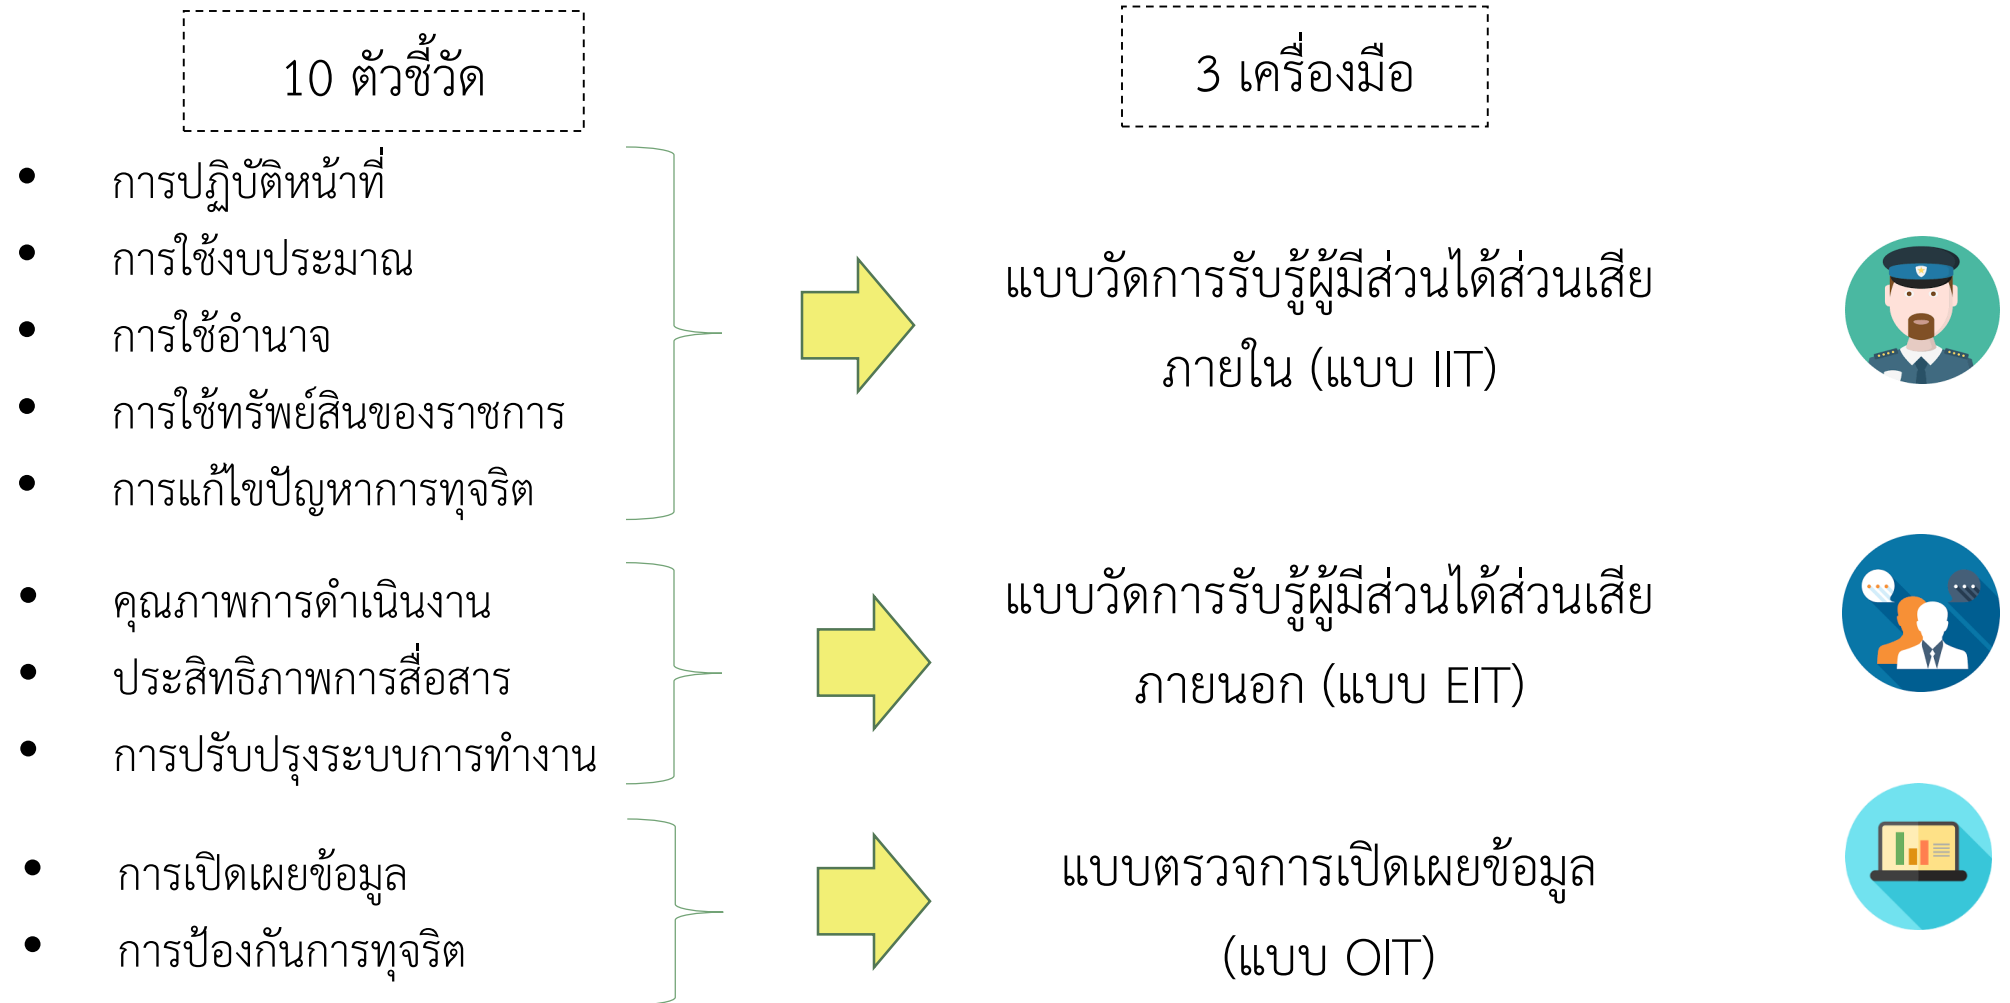 10 ตัวชี้วัด
3 เครื่องมือ
• การปฏิบัติหน้าที่
• การใช้งบประมาณ
• การใช้อำนาจ
• การใช้ทรัพย์สินของราชการ
• การแก้ไขปัญหาการทุจริต
แบบวัดการรับรู้ผู้มีส่วนได้ส่วนเสีย
ภายใน (แบบ IIT)
• คุณภาพการดำเนินงาน
• ประสิทธิภาพการสื่อสาร
• การปรับปรุงระบบการทำงาน
แบบวัดการรับรู้ผู้มีส่วนได้ส่วนเสีย
ภายนอก (แบบ EIT)
• การเปิดเผยข้อมูล
• การป้องกันการทุจริต
แบบตรวจการเปิดเผยข้อมูล
(แบบ OIT)